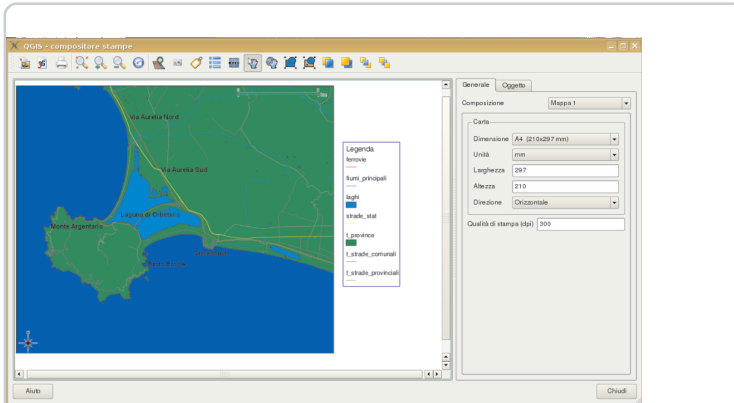 QGIS - compositore stampe
Generale Oggetto
Composizione Mappa 1
Carta
Dimensione A4 (210x297 mm)
Unità mm
Larghezza 297
Altezza 210
Direzione Orizzontale
Qualità di stampa (dpi) 300
Via Aurelia Nord
Via Aurelia Sud
Laguna di Orbetello
Monte Argentario
Legenda
ferrovie
fiumi_principali
laghi
strade_stat
t_province
t_strade_comunali
t_strade_provinciali
Aiuto Chiudi